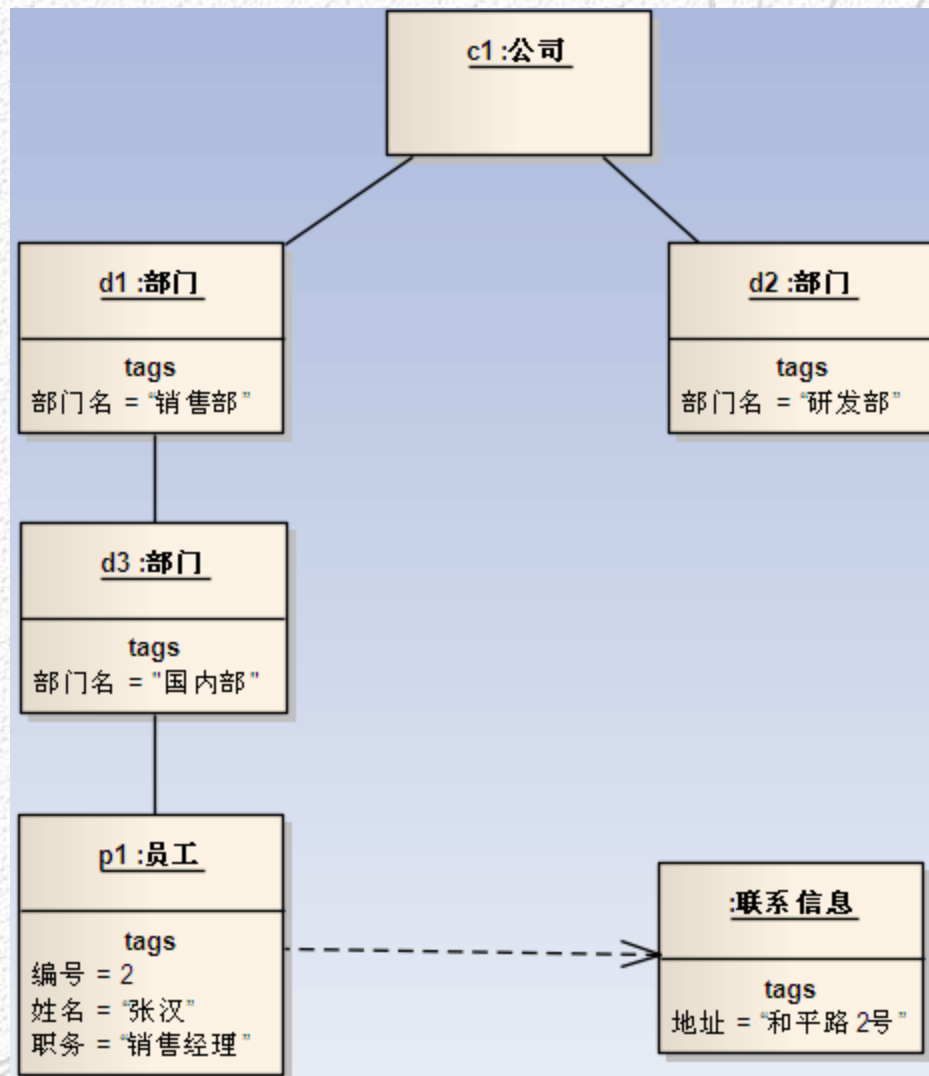 c1 :公司
d1 :部门
tags
部门名 = “销售部”
d2 :部门
tags
部门名 = “研发部”
d3 :部门
tags
部门名 = "国内部"
p1 :员工
tags
编号 = 2
姓名 = “张汉”
职务 = “销售经理”
:联系信息
tags
地址 = “和平路2号”